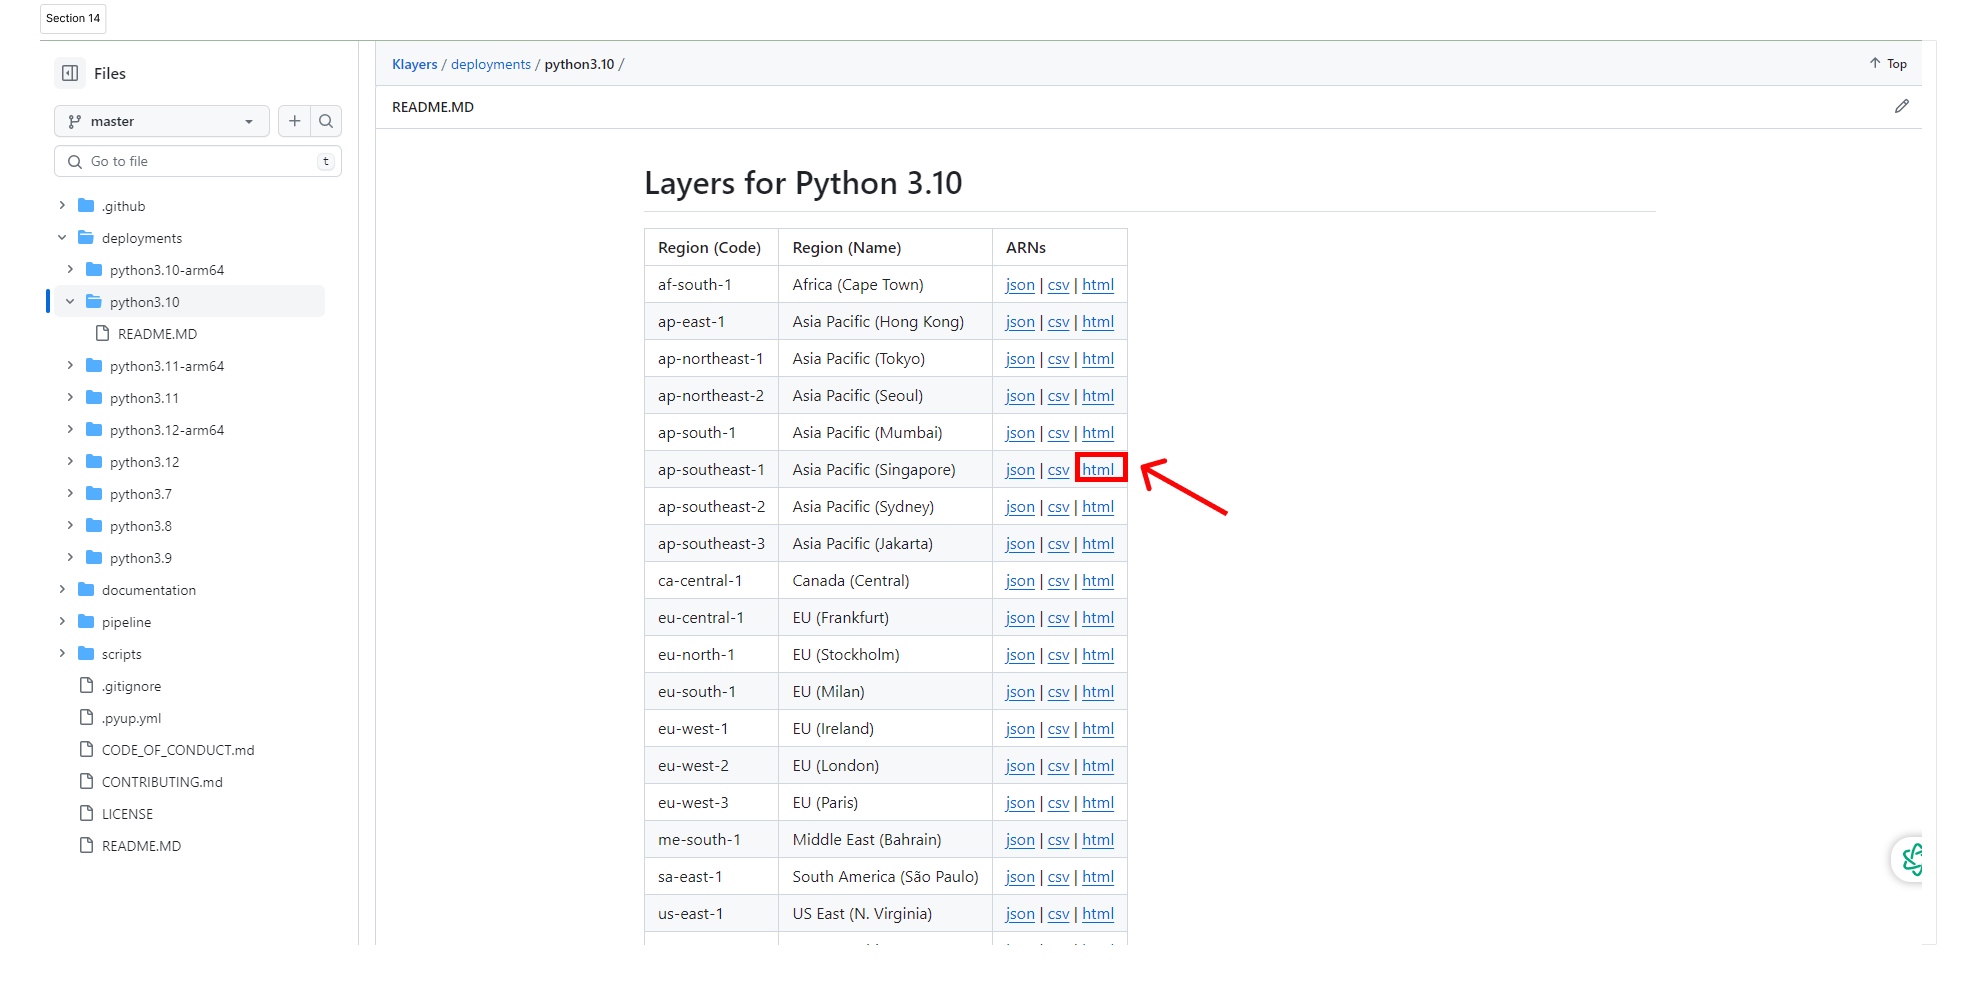 Section 14
Files
master
Go to file
t
.github
deployments
python3.10-arm64
python3.10
README.MD
python3.11-arm64
python3.11
python3.12-arm64
python3.12
python3.7
python3.8
python3.9
documentation
pipeline
scripts
.gitignore
.pyup.yml
CODE_OF_CONDUCT.md
CONTRIBUTING.md
LICENSE
README.MD
Klayers / deployments / python3.10 /
Top
README.MD
Layers for Python 3.10
Region (Code) Region (Name) ARNs
af-south-1 Africa (Cape Town) json | csv | html
ap-east-1 Asia Pacific (Hong Kong) json | csv | html
ap-northeast-1 Asia Pacific (Tokyo) json | csv | html
ap-northeast-2 Asia Pacific (Seoul) json | csv | html
ap-south-1 Asia Pacific (Mumbai) json | csv | html
ap-southeast-1 Asia Pacific (Singapore) json | csv html
ap-southeast-2 Asia Pacific (Sydney) json | csv | html
ap-southeast-3 Asia Pacific (Jakarta) json | csv | html
ca-central-1 Canada (Central) json | csv | html
eu-central-1 EU (Frankfurt) json | csv | html
eu-north-1 EU (Stockholm) json | csv | html
eu-south-1 EU (Milan) json | csv | html
eu-west-1 EU (Ireland) json | csv | html
eu-west-2 EU (London) json | csv | html
eu-west-3 EU (Paris) json | csv | html
me-south-1 Middle East (Bahrain) json | csv | html
sa-east-1 South America (São Paulo) json | csv | html
us-east-1 US East (N. Virginia) json | csv | html